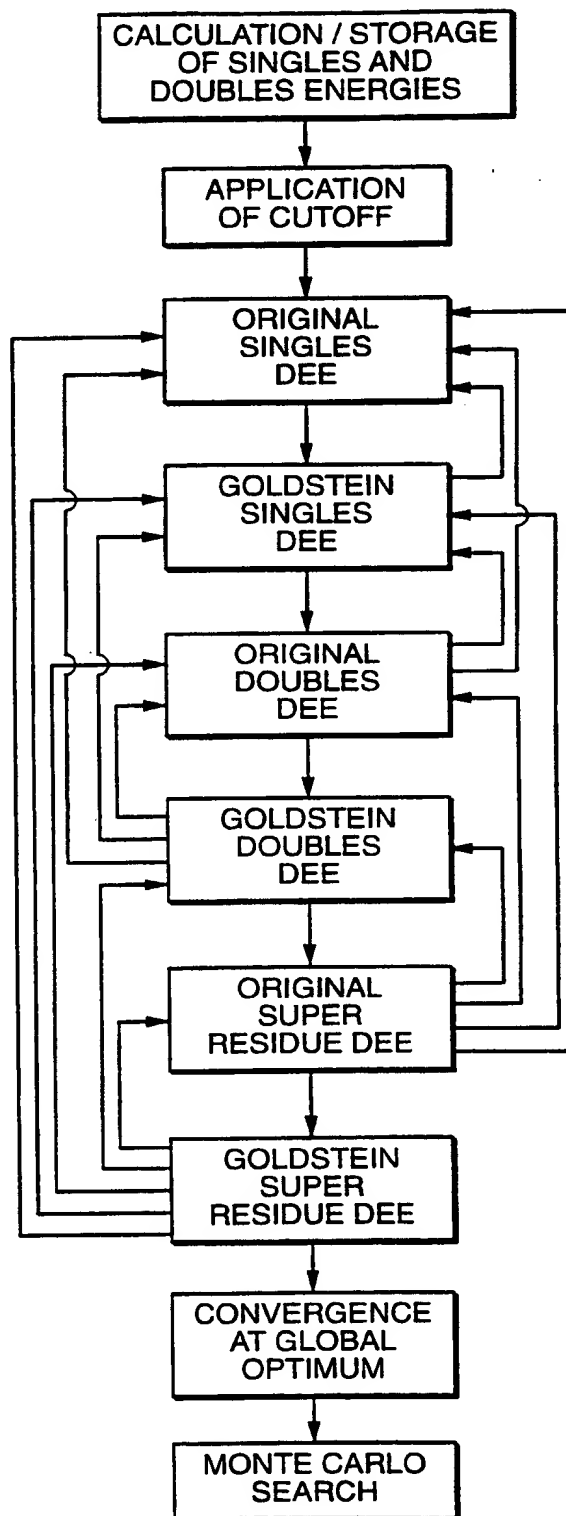 CALCULATION / STORAGE
OF SINGLES AND
DOUBLES ENERGIES
APPLICATION
OF CUTOFF
ORIGINAL
SINGLES
DEE
GOLDSTEIN
SINGLES
DEE
ORIGINAL
DOUBLES
DEE
GOLDSTEIN
DOUBLES
DEE
ORIGINAL
SUPER
RESIDUE DEE
GOLDSTEIN
SUPER
RESIDUE DEE
CONVERGENCE
AT GLOBAL
OPTIMUM
MONTE CARLO
SEARCH